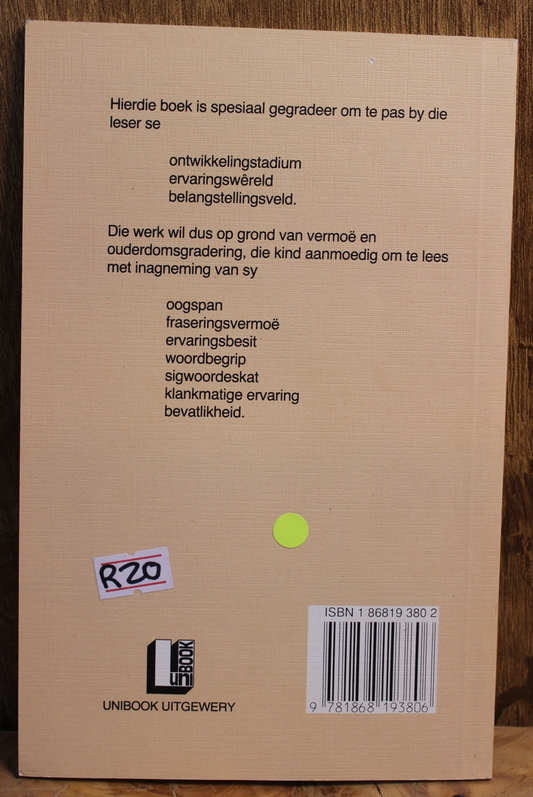 Hierdie boek is spesiaal gegradeer om te pas by die
leser se
ontwikkelingstadium
ervaringswêreld
belangstellingsveld.
Die werk wil dus op grond van vermoë en
ouderdomsgradering, die kind aanmoedig om te lees
met inagneming van sy
oogspan
fraseringsvermoë
ervaringsbesit
woordbegrip
sigwoordeskat
klankmatige ervaring
bevatlikheid.
R20
ISBN 1 86819 380 2
uniBOOK
UNIBOOK UITGEWERY
9 781868 193806